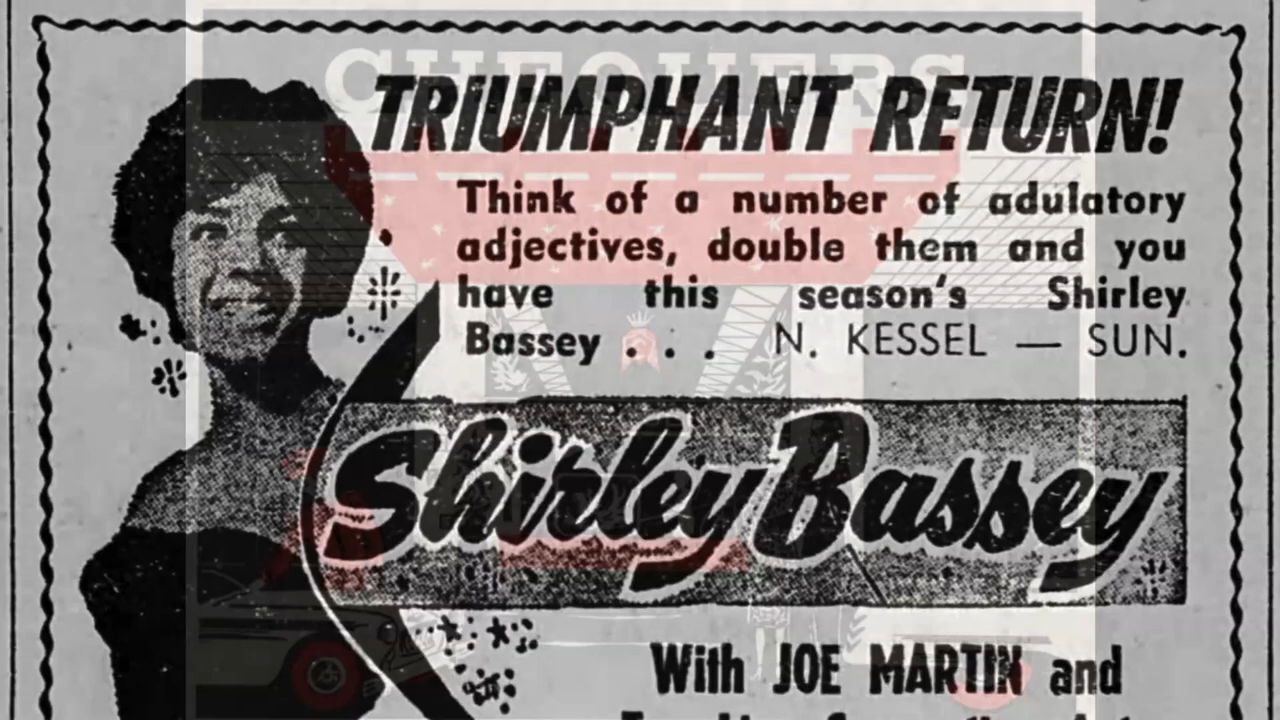 CHEQUERS
TRIUMPHANT RETURN!
Think of a number of adulatory
adjectives, double them and you
have this season's Shirley
Bassey . . . N. KESSEL — SUN.
Shirley Bassey
With JOE MARTIN and